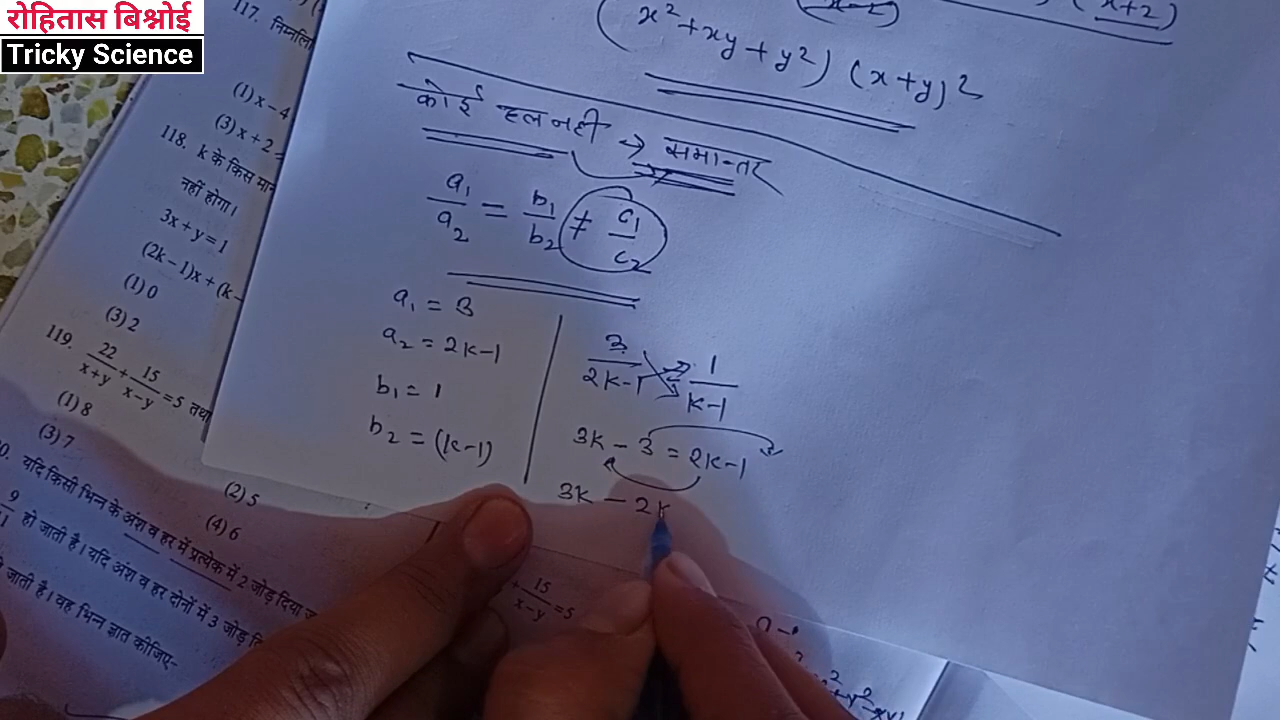 रोहितास बिश्नोई
Tricky Science
117. निम्नलि
(1) x – 4
(3) x + 2 =
118. k के किस मान
नहीं होगा।
3x + y = 1
(2k – 1)x + (k –
(1) 0
(3) 2
119. 22/x+y + 15/x–y = 5 तथा
(1) 8
(2) 5
(3) 7
(4) 6
0. यदि किसी भिन्न के अंश व हर में प्रत्येक में 2 जोड़ दिया ज
हो जाती है। यदि अंश व हर दोनों में 3 जोड़ दि
जाती है। वह भिन्न ज्ञात कीजिए–
+ 15/x–y = 5
(x+2)
(x² + xy + y²) (x+y)²
कोई हल नही → समान्तर
a₁/a₂ = b₁/b₂ ≠ c₁/c₂
a₁ = 3
a₂ = 2k-1
b₁ = 1
b₂ = (k-1)
3/2k-1 1/k-1
3k - 3 = 2k-1
3k - 2k